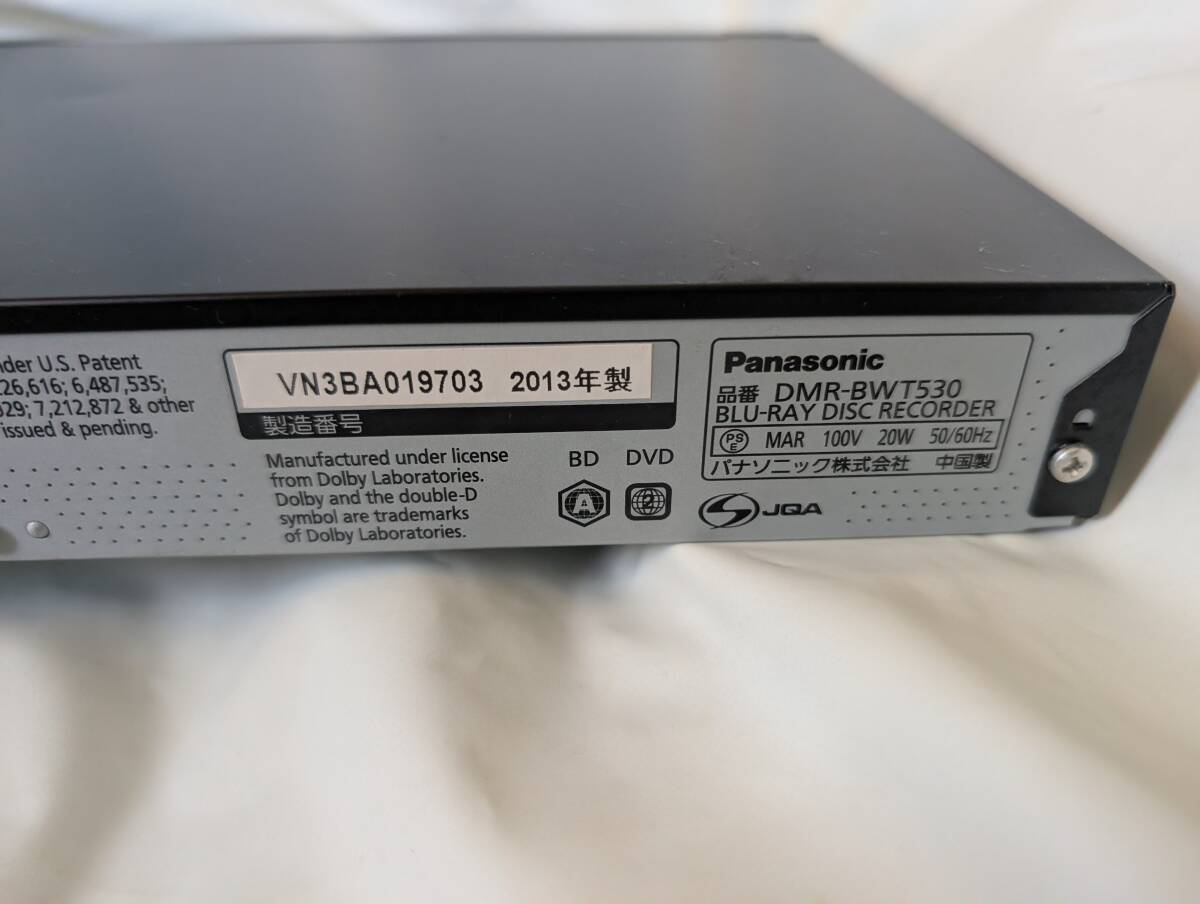 nder U.S. Patent
26,616; 6,487,535;
29; 7,212,872 & other
issued & pending.
VN3BA019703 2013年製
製造番号
Manufactured under license
from Dolby Laboratories.
Dolby and the double-D
symbol are trademarks
of Dolby Laboratories.
BD DVD
A 2
Panasonic
品番 DMR-BWT530
BLU-RAY DISC RECORDER
PS E MAR 100V 20W 50/60Hz
パナソニック株式会社 中国製
JQA